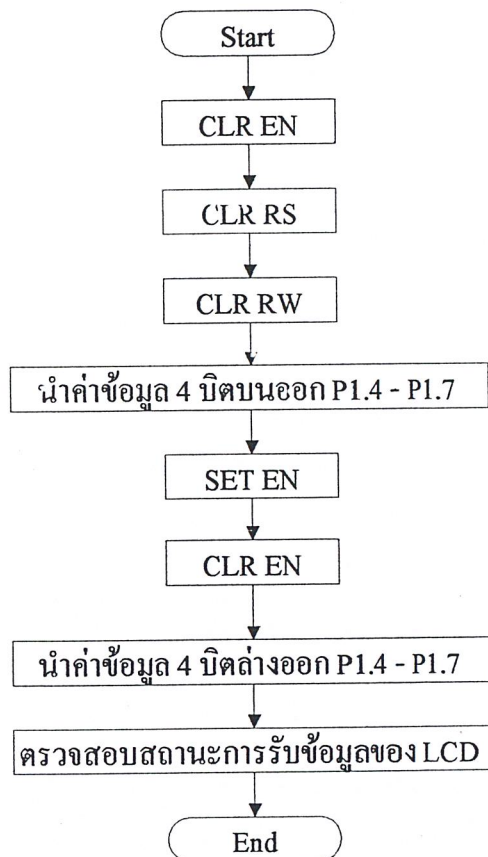 Start
CLR EN
CLR RS
CLR RW
นำค่าข้อมูล 4 บิตบนออก P1.4 - P1.7
SET EN
CLR EN
นำค่าข้อมูล 4 บิตล่างออก P1.4 - P1.7
ตรวจสอบสถานะการรับข้อมูลของ LCD
End